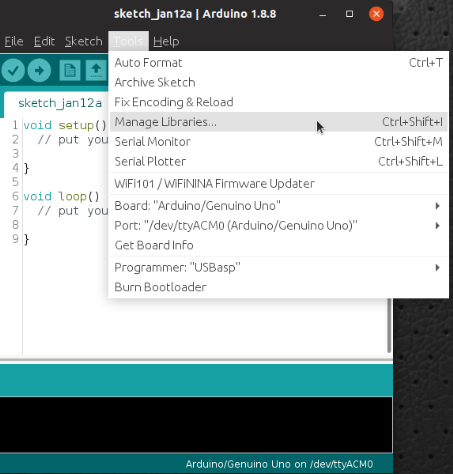 sketch_jan12a | Arduino 1.8.8
File Edit Sketch Tools Help
Auto Format Ctrl+T
Archive Sketch
sketch_jan12a
Fix Encoding & Reload
Manage Libraries... Ctrl+Shift+I
Serial Monitor Ctrl+Shift+M
Serial Plotter Ctrl+Shift+L
WiFi101 / WiFiNINA Firmware Updater
Board: "Arduino/Genuino Uno"
Port: "/dev/ttyACM0 (Arduino/Genuino Uno)"
Get Board Info
Programmer: "USBasp"
Burn Bootloader
1 void setup()
2 // put you
3
4 }
5
6 void loop()
7 // put you
8
9 }
Arduino/Genuino Uno on /dev/ttyACM0